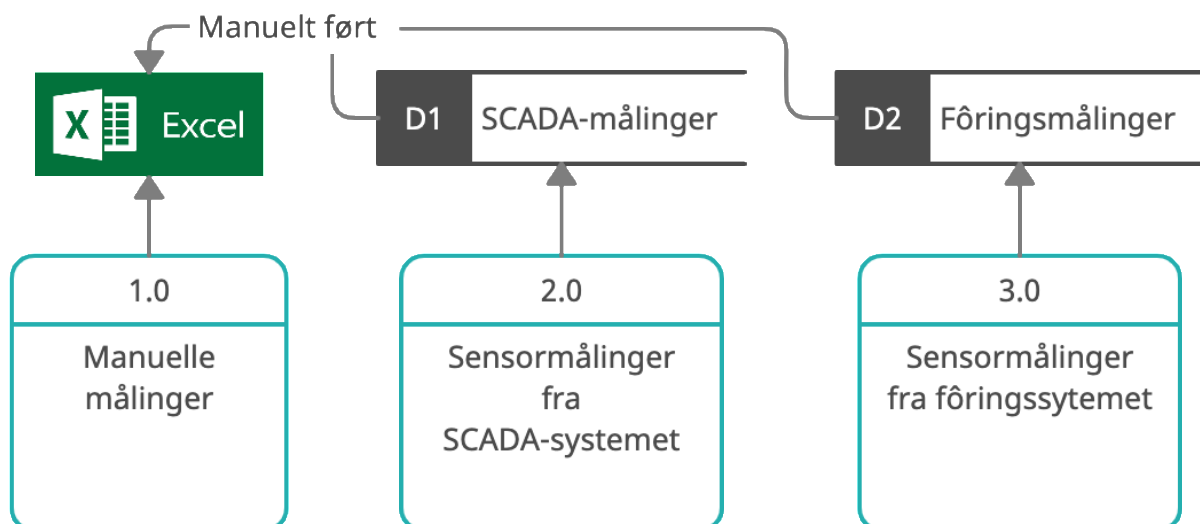 Manuelt ført
X Excel
D1 SCADA-målinger
D2 Fôringsmålinger
1.0
Manuelle
målinger
2.0
Sensormålinger
fra
SCADA-systemet
3.0
Sensormålinger
fra fôringssytemet